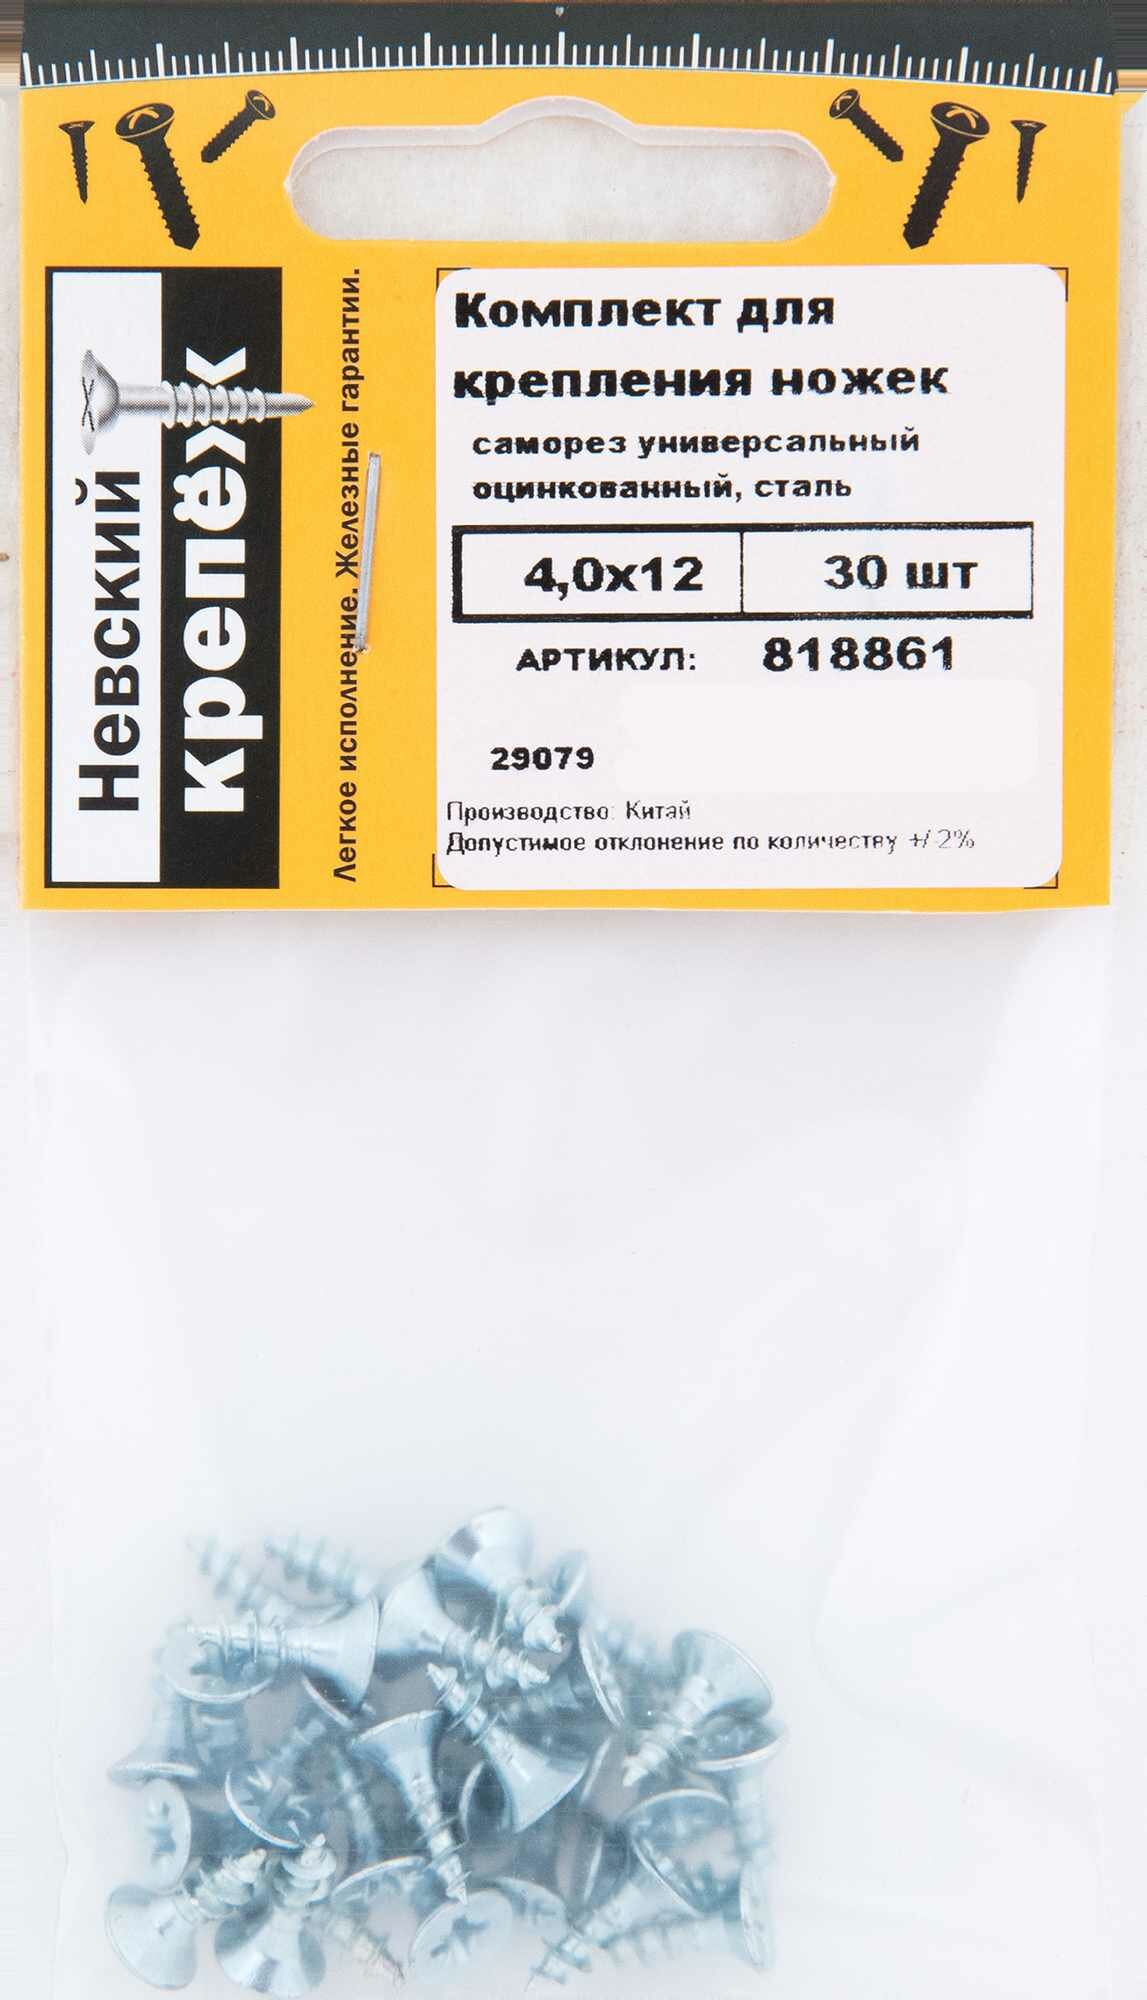 Невский
крепёж
Легкое исполнение. Железные гарантии.
Комплект для
крепления ножек
саморез универсальный
оцинкованный, сталь
4,0х12 30 шт
АРТИКУЛ: 818861
29079
Производство: Китай
Допустимое отклонение по количеству +/-2%